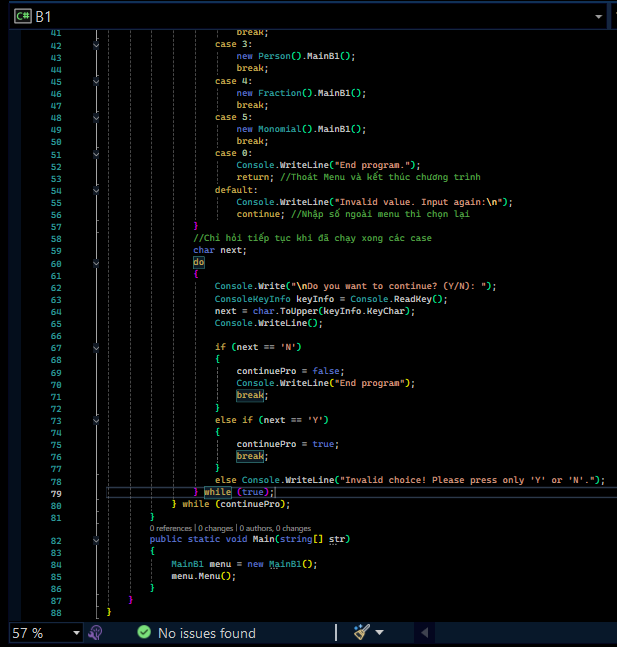 C# B1
41 break;
42 case 3:
43 new Person().MainB1();
44 break;
45 case 4:
46 new Fraction().MainB1();
47 break;
48 case 5:
49 new Monomial().MainB1();
50 break;
51 case 0:
52 Console.WriteLine("End program.");
53 return; //Thoát Menu và kết thúc chương trình
54 default:
55 Console.WriteLine("Invalid value. Input again:\n");
56 continue; //Nhập số ngoài menu thì chọn lại
57 }
58 //Chỉ hỏi tiếp tục khi đã chạy xong các case
59 char next;
60 do
61 {
62 Console.Write("\nDo you want to continue? (Y/N): ");
63 ConsoleKeyInfo keyInfo = Console.ReadKey();
64 next = char.ToUpper(keyInfo.KeyChar);
65 Console.WriteLine();
66
67 if (next == 'N')
68 {
69 continuePro = false;
70 Console.WriteLine("End program");
71 break;
72 }
73 else if (next == 'Y')
74 {
75 continuePro = true;
76 break;
77 }
78 else Console.WriteLine("Invalid choice! Please press only 'Y' or 'N'.");
79 } while (true);
80 } while (continuePro);
81 }
0 references | 0 changes | 0 authors, 0 changes
82 public static void Main(string[] str)
83 {
84 MainB1 menu = new MainB1();
85 menu.Menu();
86 }
87 }
88 }
57 % No issues found